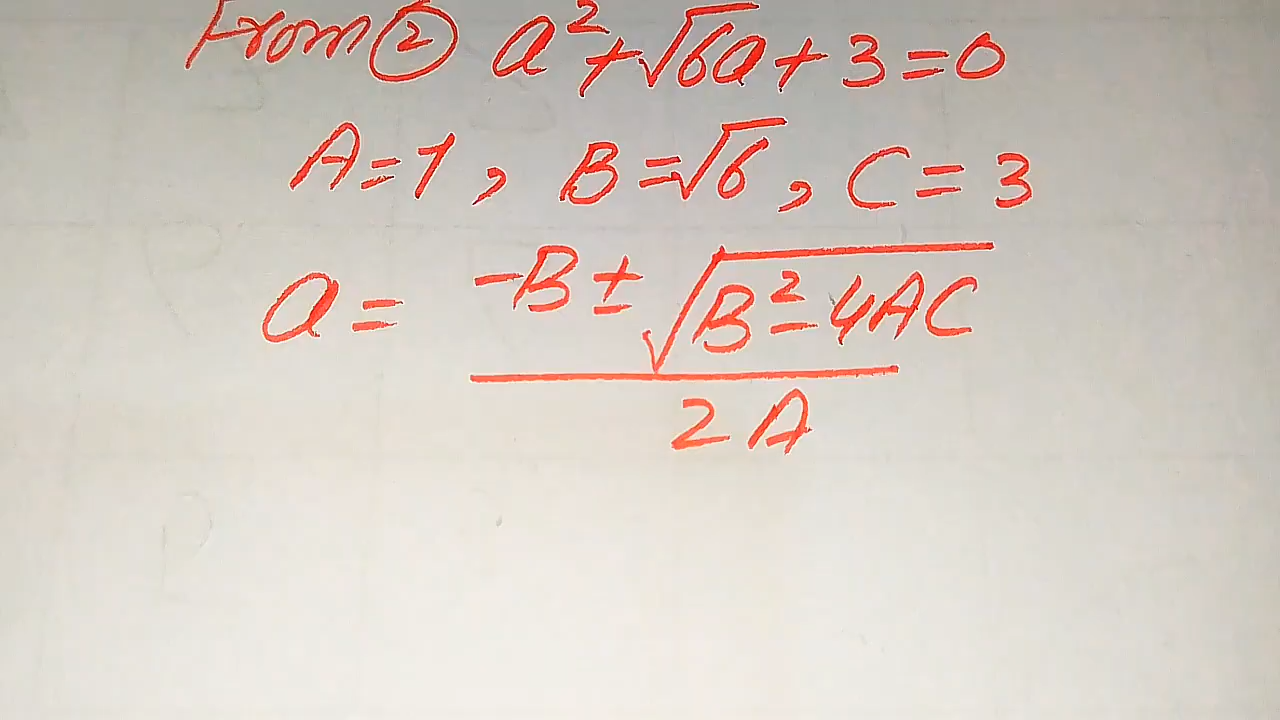 From ② a²+√6a+3=0
A=1, B=√6, C=3
a= (-B±√(B²-4AC))/(2A)